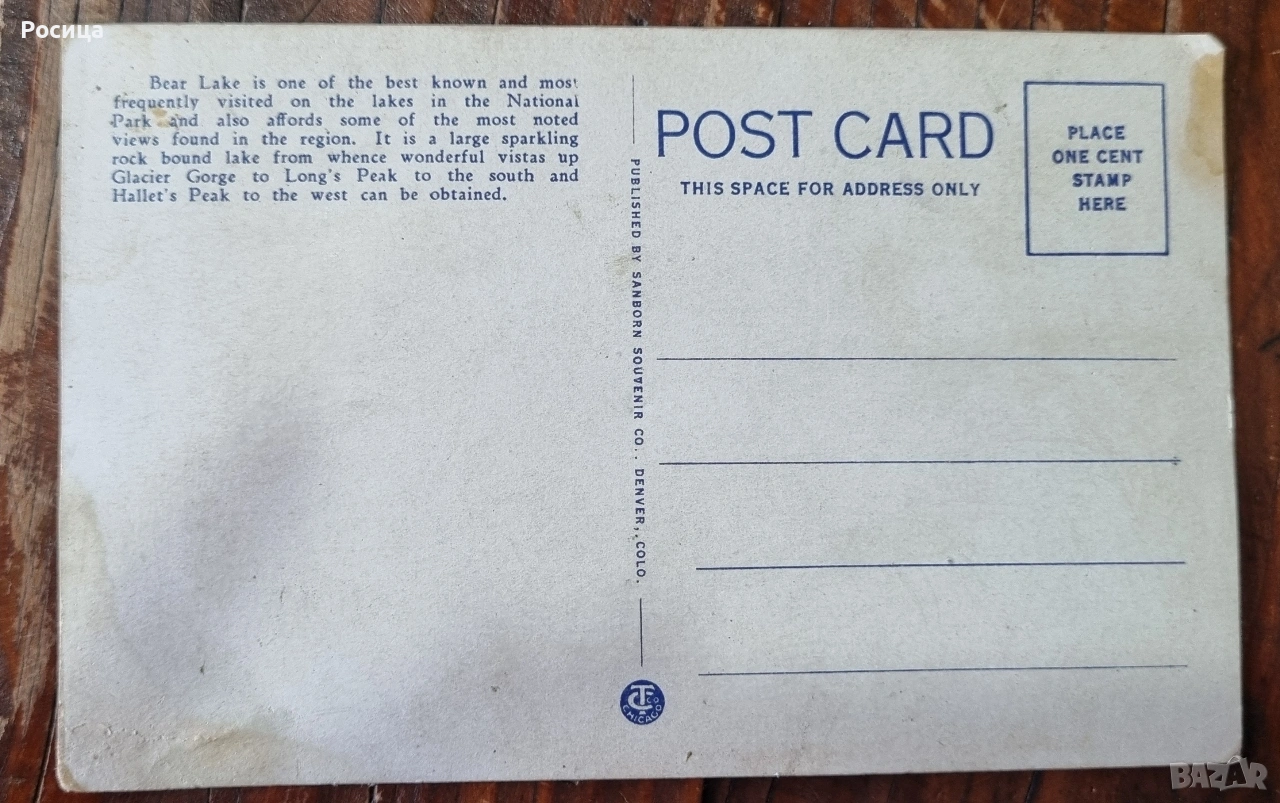 Росица
Bear Lake is one of the best known and most
frequently visited on the lakes in the National
Park and also affords some of the most noted
views found in the region. It is a large sparkling
rock bound lake from whence wonderful vistas up
Glacier Gorge to Long's Peak to the south and
Hallet's Peak to the west can be obtained.
PUBLISHED BY SANBORN SOUVENIR CO., DENVER, COLO.
CT CO
CHICAGO
POST CARD
THIS SPACE FOR ADDRESS ONLY
PLACE
ONE CENT
STAMP
HERE
BAZAR